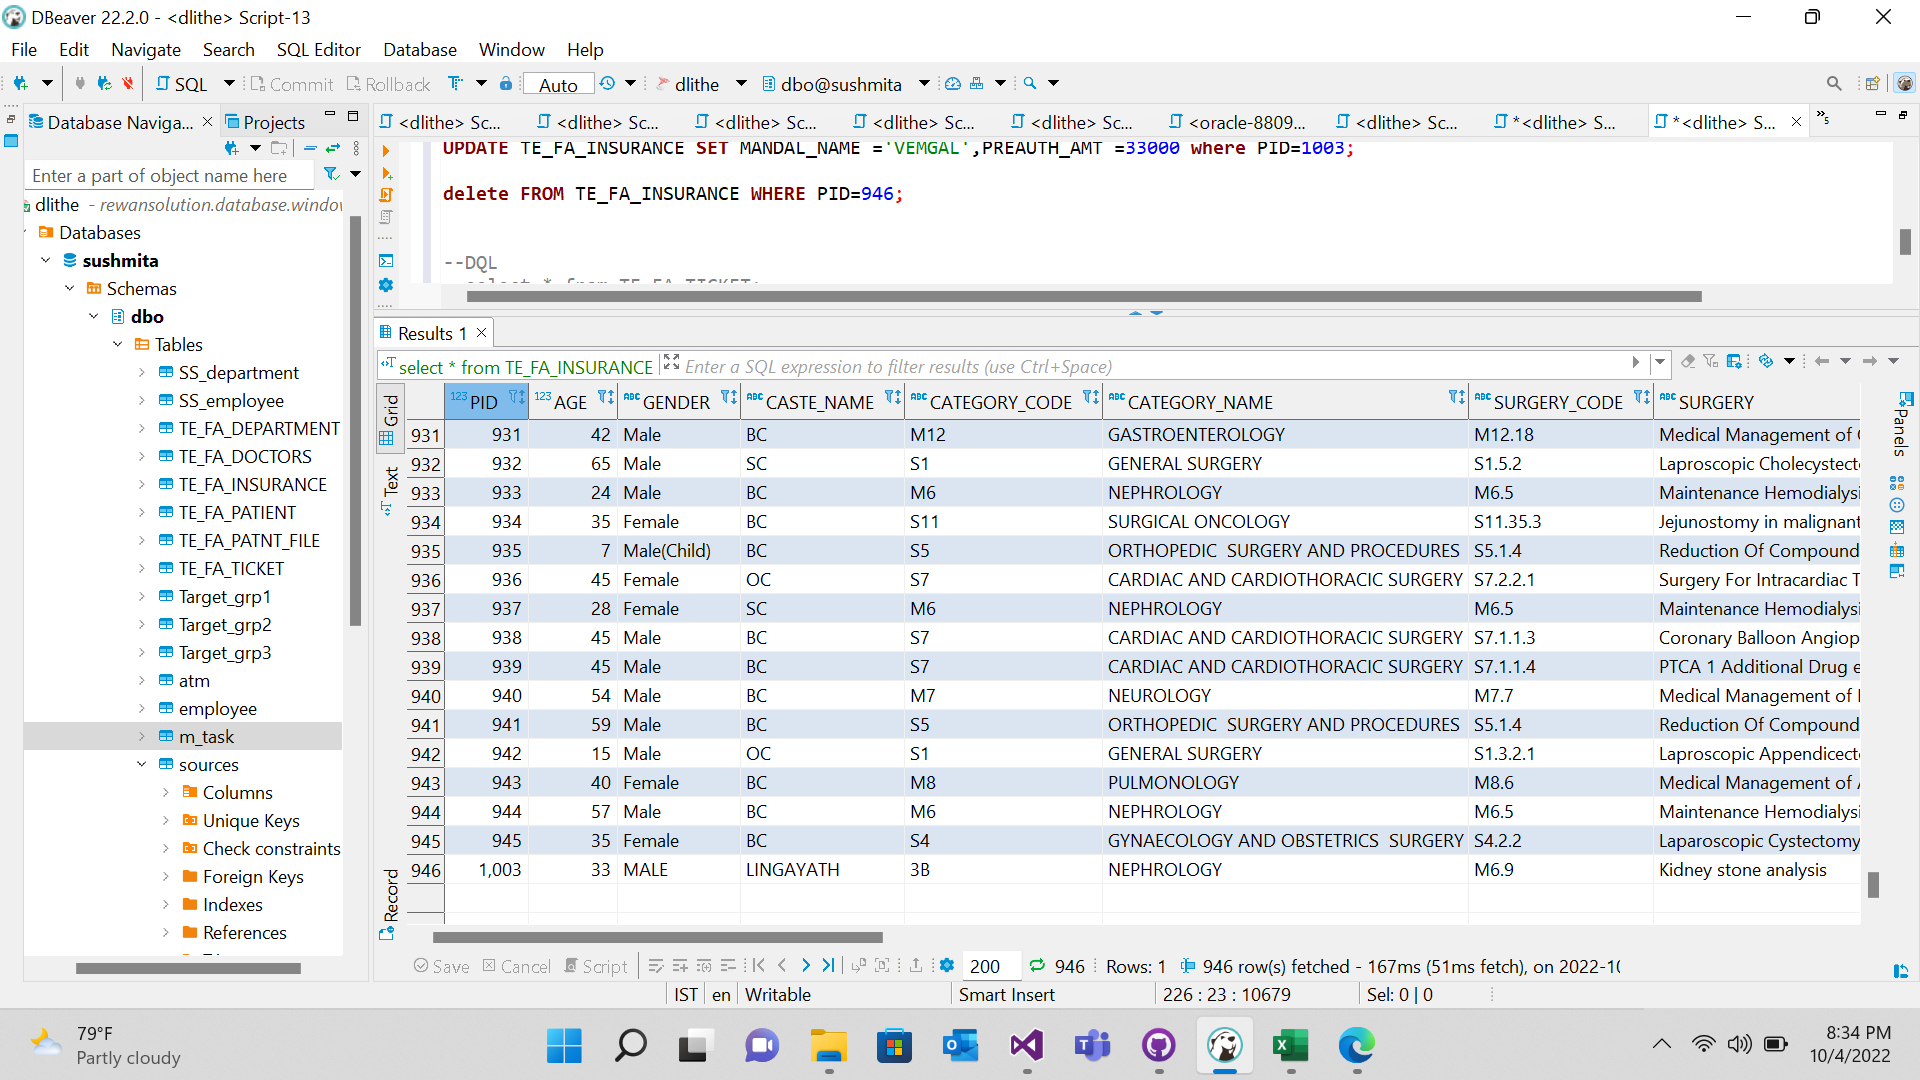 DBeaver 22.2.0 - <dlithe> Script-13
File Edit Navigate Search SQL Editor Database Window Help
SQL Commit Rollback Auto dlithe dbo@sushmita
Database Naviga... Projects
<dlithe> Sc... <dlithe> Sc... <dlithe> Sc... <dlithe> Sc... <dlithe> Sc... <oracle-8809... <dlithe> Sc... *<dlithe> S... *<dlithe> S... 5
Enter a part of object name here
dlithe - rewansolution.database.windov
Databases
sushmita
Schemas
dbo
Tables
SS_department
SS_employee
TE_FA_DEPARTMENT
TE_FA_DOCTORS
TE_FA_INSURANCE
TE_FA_PATIENT
TE_FA_PATNT_FILE
TE_FA_TICKET
Target_grp1
Target_grp2
Target_grp3
atm
employee
m_task
sources
Columns
Unique Keys
Check constraints
Foreign Keys
Indexes
References
UPDATE TE_FA_INSURANCE SET MANDAL_NAME ='VEMGAL',PREAUTH_AMT =33000 where PID=1003;
delete FROM TE_FA_INSURANCE WHERE PID=946;
--DQL
select * from TE_FA_TICKET;
Results 1
select * from TE_FA_INSURANCE Enter a SQL expression to filter results (use Ctrl+Space)
Grid
Text
Record
Panels
123 PID 123 AGE ABC GENDER ABC CASTE_NAME ABC CATEGORY_CODE ABC CATEGORY_NAME ABC SURGERY_CODE ABC SURGERY
931 931 42 Male BC M12 GASTROENTEROLOGY M12.18 Medical Management of
932 932 65 Male SC S1 GENERAL SURGERY S1.5.2 Laproscopic Cholecystect
933 933 24 Male BC M6 NEPHROLOGY M6.5 Maintenance Hemodialysi
934 934 35 Female BC S11 SURGICAL ONCOLOGY S11.35.3 Jejunostomy in malignant
935 935 7 Male(Child) BC S5 ORTHOPEDIC  SURGERY AND PROCEDURES S5.1.4 Reduction Of Compound
936 936 45 Female OC S7 CARDIAC AND CARDIOTHORACIC SURGERY S7.2.2.1 Surgery For Intracardiac T
937 937 28 Female SC M6 NEPHROLOGY M6.5 Maintenance Hemodialysi
938 938 45 Male BC S7 CARDIAC AND CARDIOTHORACIC SURGERY S7.1.1.3 Coronary Balloon Angiop
939 939 45 Male BC S7 CARDIAC AND CARDIOTHORACIC SURGERY S7.1.1.4 PTCA 1 Additional Drug e
940 940 54 Male BC M7 NEUROLOGY M7.7 Medical Management of
941 941 59 Male BC S5 ORTHOPEDIC  SURGERY AND PROCEDURES S5.1.4 Reduction Of Compound
942 942 15 Male OC S1 GENERAL SURGERY S1.3.2.1 Laproscopic Appendicect
943 943 40 Female BC M8 PULMONOLOGY M8.6 Medical Management of
944 944 57 Male BC M6 NEPHROLOGY M6.5 Maintenance Hemodialysi
945 945 35 Female BC S4 GYNAECOLOGY AND OBSTETRICS  SURGERY S4.2.2 Laparoscopic Cystectomy
946 1,003 33 MALE LINGAYATH 3B NEPHROLOGY M6.9 Kidney stone analysis
Save Cancel Script 200 946 Rows: 1 946 row(s) fetched - 167ms (51ms fetch), on 2022-10
IST en Writable Smart Insert 226 : 23 : 10679 Sel: 0 | 0
79°F
Partly cloudy
8:34 PM
10/4/2022